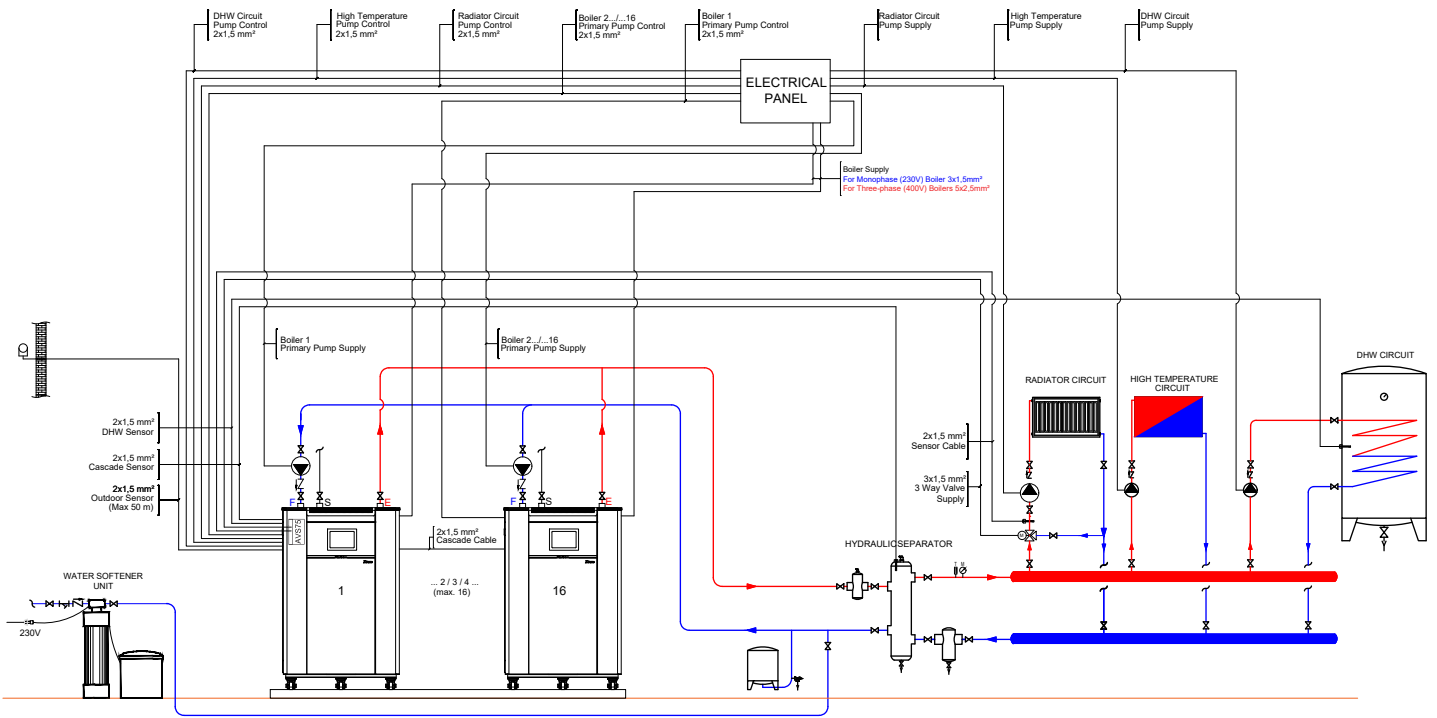 DHW Circuit
Pump Control
2x1,5 mm²
High Temperature
Pump Control
2x1,5 mm²
Radiator Circuit
Pump Control
2x1,5 mm²
Boiler 2.../...16
Primary Pump Control
2x1,5 mm²
Boiler 1
Primary Pump Control
2x1,5 mm²
Radiator Circuit
Pump Supply
High Temperature
Pump Supply
DHW Circuit
Pump Supply
ELECTRICAL
PANEL
Boiler Supply
For Monophase (230V) Boiler 3x1,5mm²
For Three-phase (400V) Boilers 5x2,5mm²
Boiler 1
Primary Pump Supply
Boiler 2.../...16
Primary Pump Supply
DHW CIRCUIT
RADIATOR CIRCUIT
HIGH TEMPERATURE
CIRCUIT
2x1,5 mm²
DHW Sensor
2x1,5 mm²
Cascade Sensor
2x1,5 mm²
Outdoor Sensor
(Max 50 m)
2x1,5 mm²
Sensor Cable
3x1,5 mm²
3 Way Valve
Supply
F
S
E
F
S
E
AVS75
2x1,5 mm²
Cascade Cable
M
HYDRAULICSEPARATOR
T
M
WATER SOFTENER
UNIT
230V
1
... 2 / 3 / 4 ...
(max. 16)
16